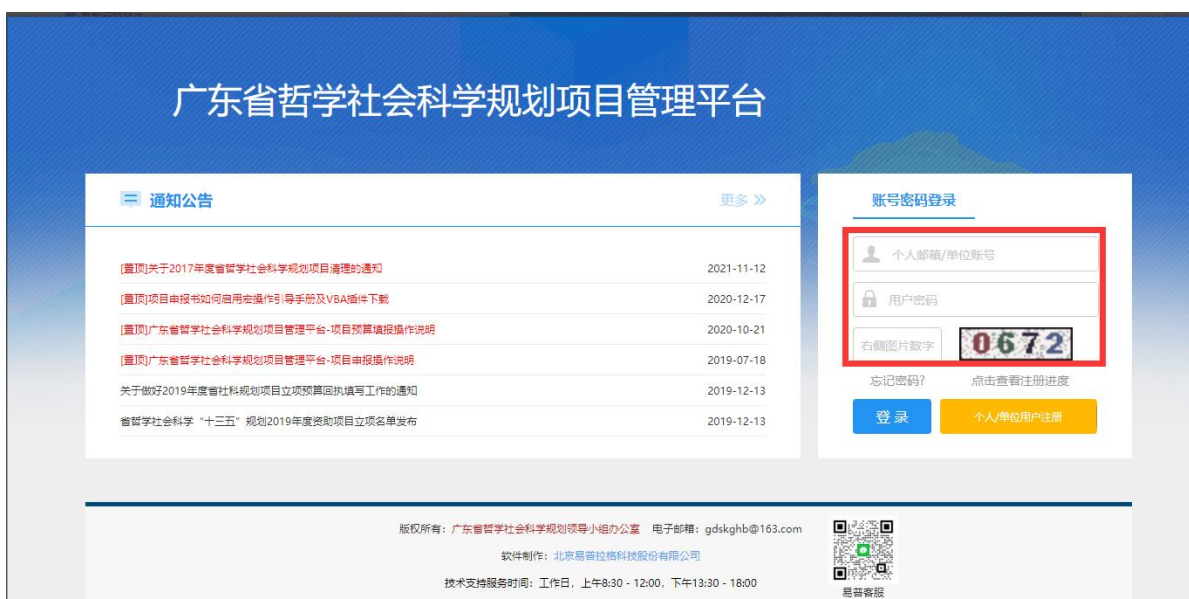 广东省哲学社会科学规划项目管理平台
通知公告
更多
[置顶]关于2017年度省哲学社会科学规划项目清理的通知 2021-11-12
[置顶]项目申报书如何启用宏操作引导手册及VBA插件下载 2020-12-17
[置顶]广东省哲学社会科学规划项目管理平台-项目预算填报操作说明 2020-10-21
[置顶]广东省哲学社会科学规划项目管理平台-项目申报操作说明 2019-07-18
关于做好2019年度省社科规划项目立项预算回执填写工作的通知 2019-12-13
省哲学社会科学“十三五”规划2019年度资助项目立项名单发布 2019-12-13
账号密码登录
个人邮箱/单位账号
用户密码
右侧图片数字 0672
忘记密码? 点击查看注册进度
登 录 个人/单位用户注册
版权所有：广东省哲学社会科学规划领导小组办公室 电子邮箱：gdskghb@163.com
软件制作：北京易普拉格科技股份有限公司
技术支持服务时间：工作日，上午8:30 - 12:00，下午13:30 - 18:00
易普客服